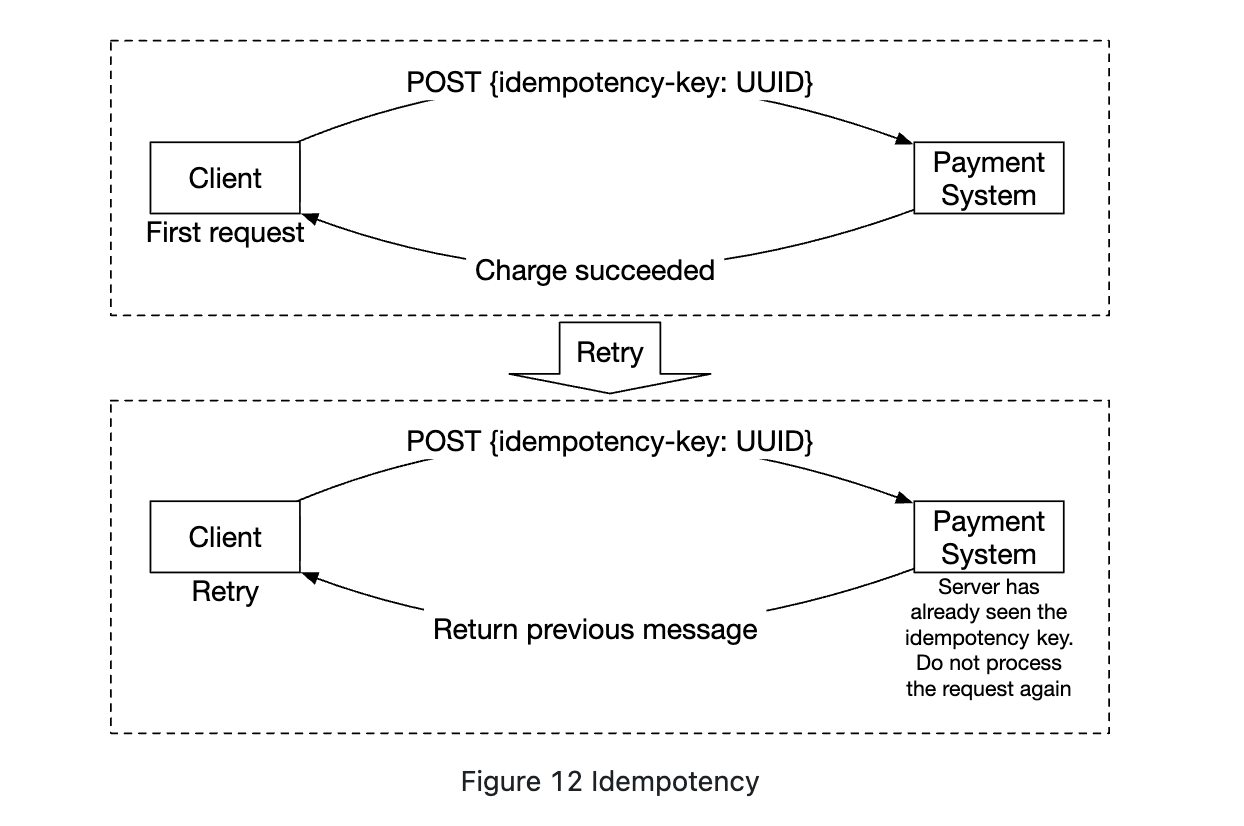 POST {idempotency-key: UUID}
Client
Payment
System
First request
Charge succeeded
Retry
POST {idempotency-key: UUID}
Client
Payment
System
Retry
Server has
already seen the
idempotency key.
Do not process
the request again
Return previous message
Figure 12 Idempotency